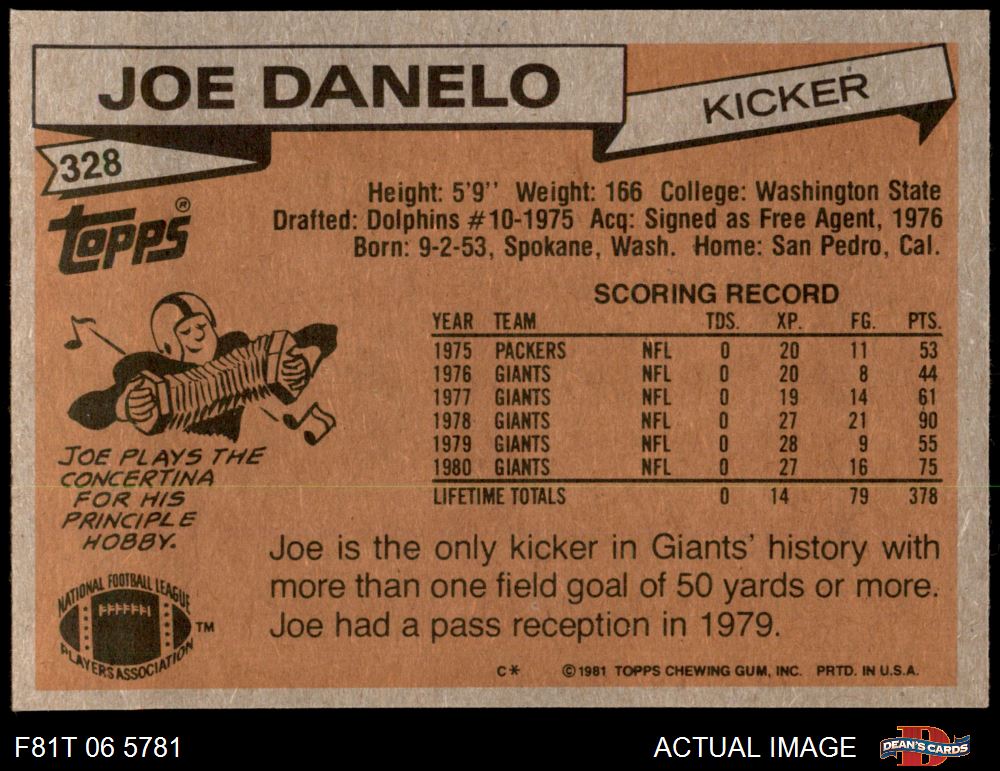 JOE DANELO
KICKER
328
TOPPS ®
Height: 5'9'' Weight: 166 College: Washington State
Drafted: Dolphins #10-1975 Acq: Signed as Free Agent, 1976
Born: 9-2-53, Spokane, Wash. Home: San Pedro, Cal.
SCORING RECORD
YEAR TEAM TDS. XP. FG. PTS.
1975 PACKERS NFL 0 20 11 53
1976 GIANTS NFL 0 20 8 44
1977 GIANTS NFL 0 19 14 61
1978 GIANTS NFL 0 27 21 90
1979 GIANTS NFL 0 28 9 55
1980 GIANTS NFL 0 27 16 75
LIFETIME TOTALS 0 14 79 378
JOE PLAYS THE
CONCERTINA
FOR HIS
PRINCIPLE
HOBBY.
Joe is the only kicker in Giants' history with
more than one field goal of 50 yards or more.
Joe had a pass reception in 1979.
NATIONAL FOOTBALL LEAGUE
PLAYERS ASSOCIATION
TM
C* © 1981 TOPPS CHEWING GUM, INC. PRTD. IN U.S.A.
F81T 06 5781
ACTUAL IMAGE
DEAN'S CARDS